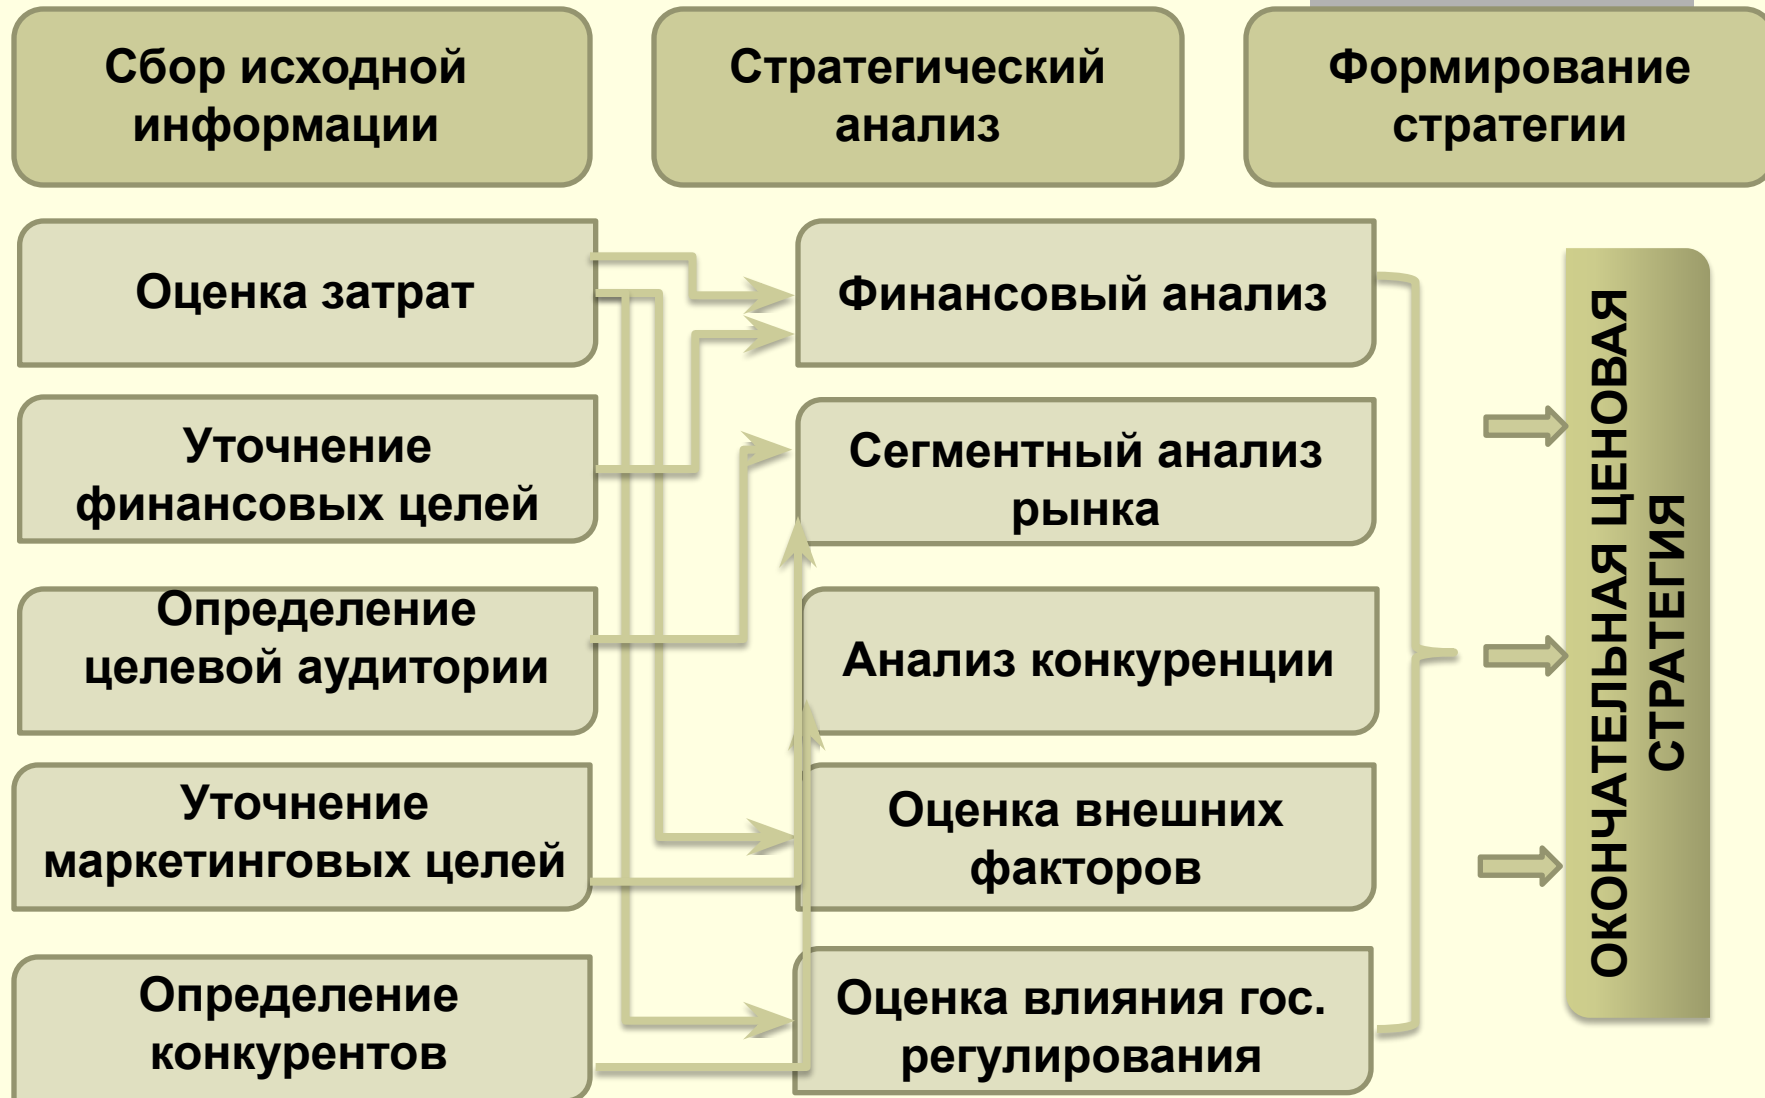 Сбор исходной
информации
Стратегический
анализ
Формирование
стратегии
Оценка затрат
Финансовый анализ
Уточнение
финансовых целей
Сегментный анализ
рынка
Определение
целевой аудитории
Анализ конкуренции
Уточнение
маркетинговых целей
Оценка внешних
факторов
Определение
конкурентов
Оценка влияния гос.
регулирования
ОКОНЧАТЕЛЬНАЯ ЦЕНОВАЯ
СТРАТЕГИЯ